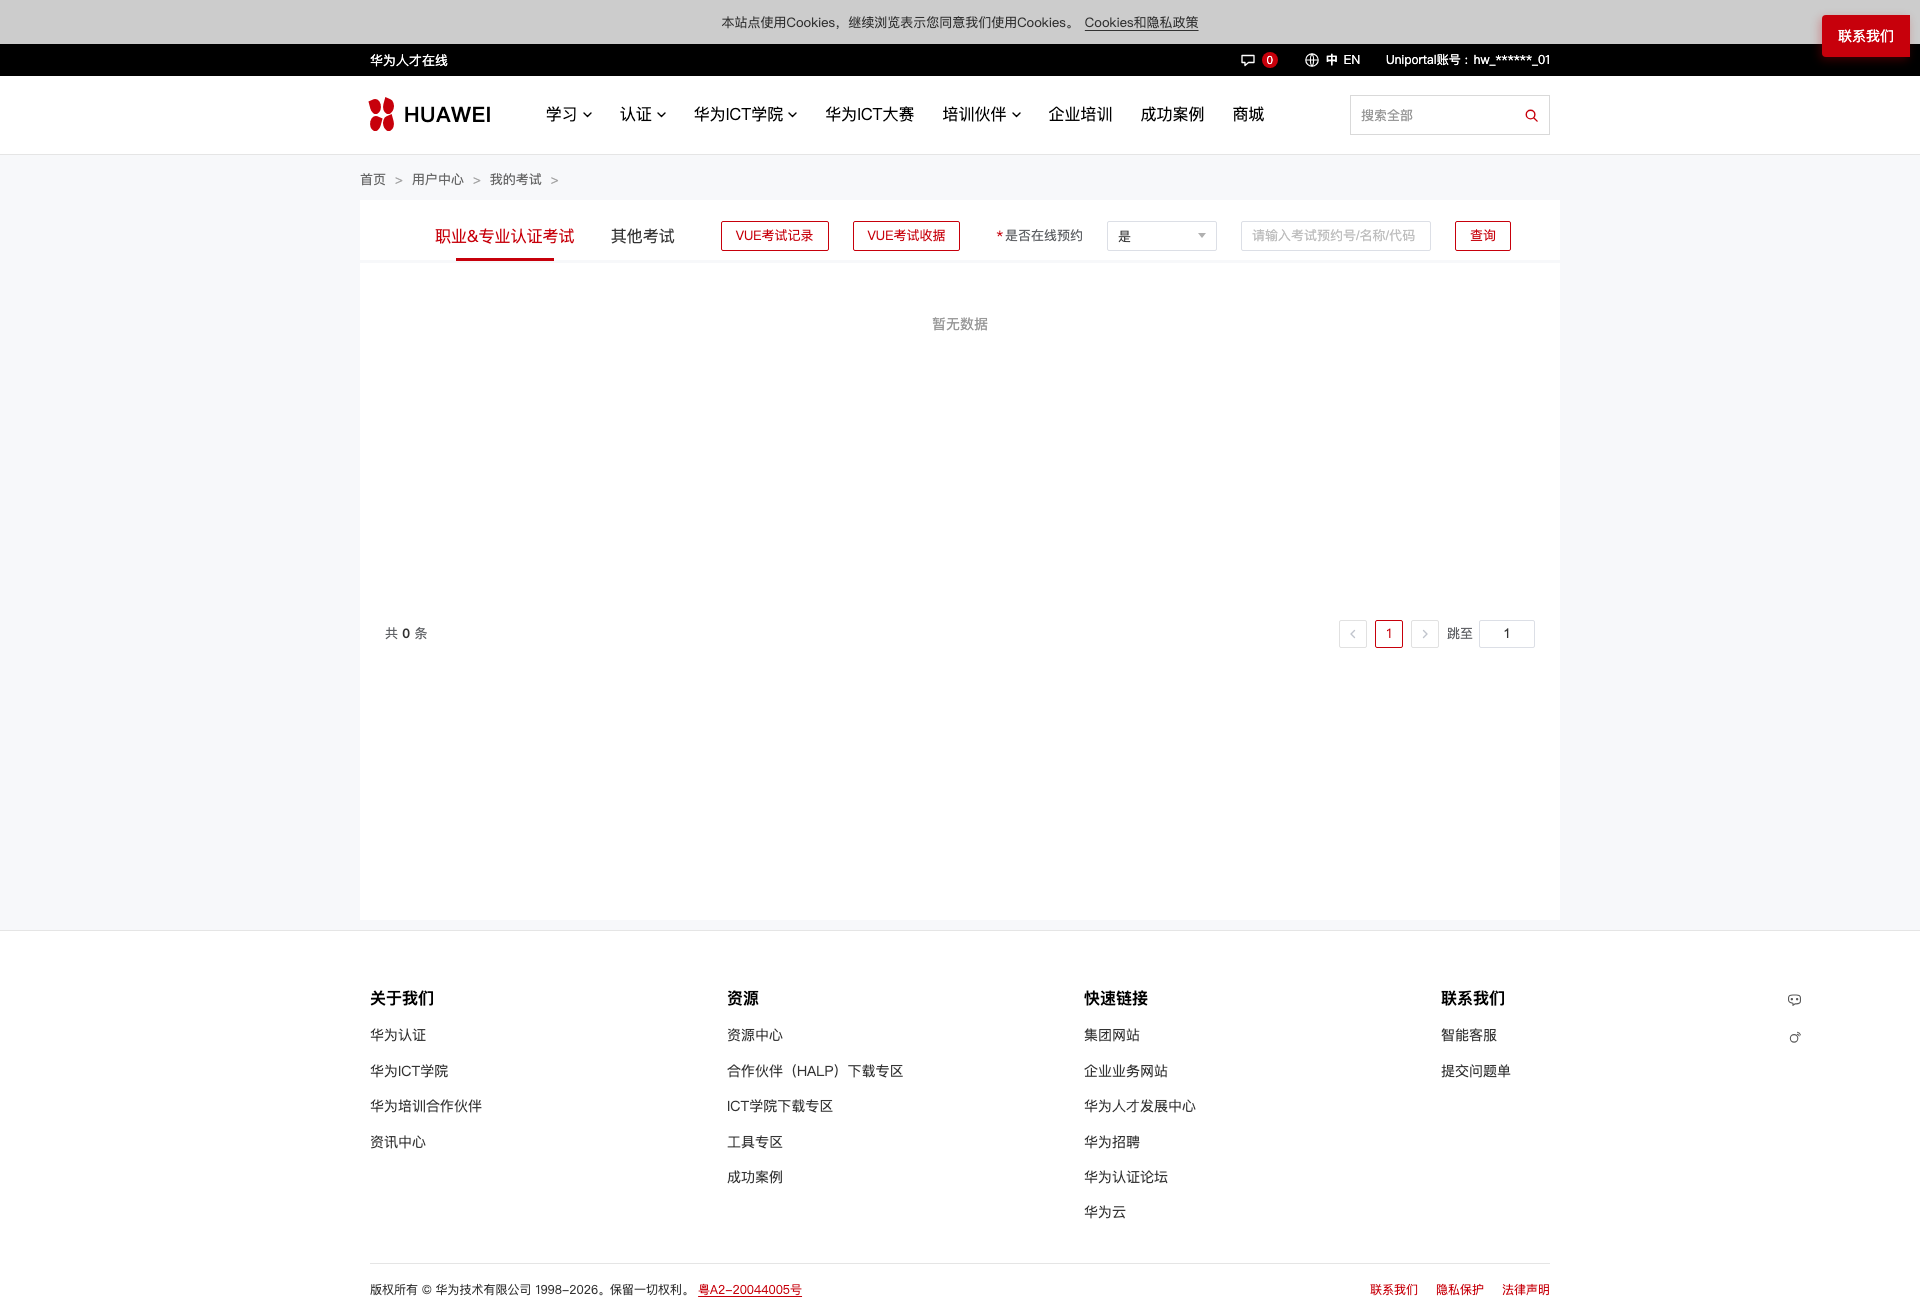 本站点使用Cookies，继续浏览表示您同意我们使用Cookies。 Cookies和隐私政策
联系我们
华为人才在线 0 中 EN Uniportal账号：hw_******_01
HUAWEI 学习 认证 华为ICT学院 华为ICT大赛 培训伙伴 企业培训 成功案例 商城 搜索全部
首页 > 用户中心 > 我的考试 >
职业&专业认证考试 其他考试 VUE考试记录 VUE考试收据 *是否在线预约 是 请输入考试预约号/名称/代码 查询
暂无数据
共 0 条 < 1 > 跳至 1
关于我们
华为认证
华为ICT学院
华为培训合作伙伴
资讯中心
资源
资源中心
合作伙伴（HALP）下载专区
ICT学院下载专区
工具专区
成功案例
快速链接
集团网站
企业业务网站
华为人才发展中心
华为招聘
华为认证论坛
华为云
联系我们
智能客服
提交问题单
版权所有 © 华为技术有限公司 1998-2026。保留一切权利。 粤A2-20044005号
联系我们 隐私保护 法律声明